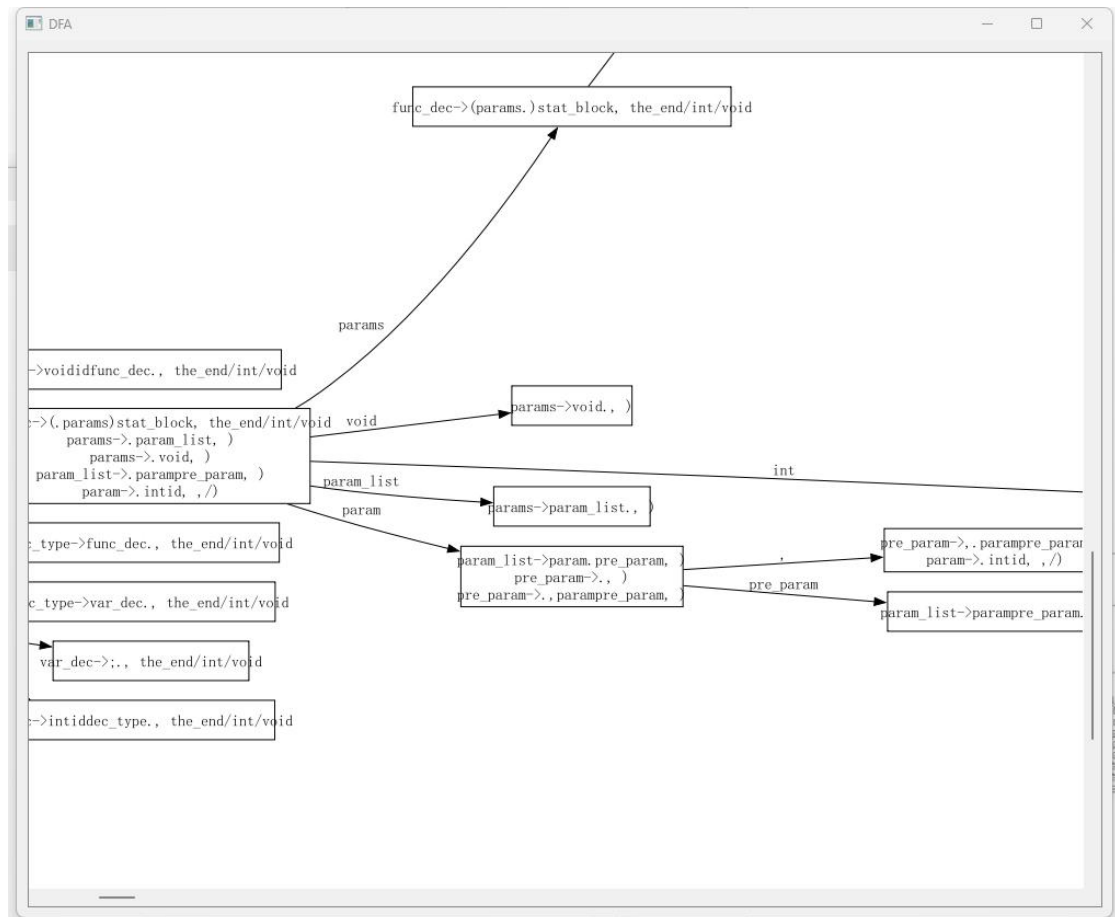 DFA
func_dec->(params.)stat_block, the_end/int/void
params
->voididfunc_dec., the_end/int/void
params->void., )
c->(.params)stat_block, the_end/int/void
void
params->.param_list, )
params->.void, )
param_list->.parampre_param, )
param->.intid, ,/)
int
param_list
params->param_list., )
param
c_type->func_dec., the_end/int/void
param_list->param.pre_param, )
pre_param->., )
pre_param->.,parampre_param, )
,
pre_param->,.parampre_param
param->.intid, ,/)
pre_param
c_type->var_dec., the_end/int/void
param_list->parampre_param.
var_dec->;., the_end/int/void
->intiddec_type., the_end/int/void